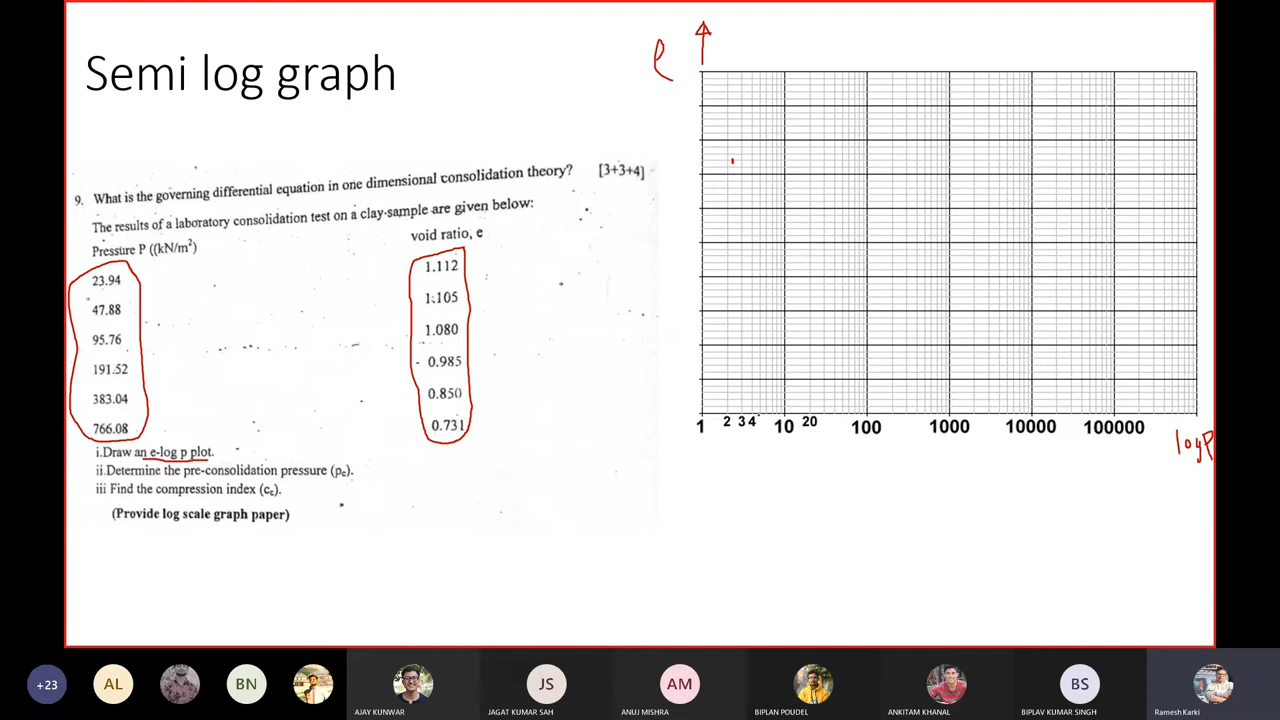 Semi log graph
e
9. What is the governing differential equation in one dimensional consolidation theory? [3+3+4]
The results of a laboratory consolidation test on a clay-sample are given below:
Pressure P ((kN/m²) void ratio, e
23.94 1.112
47.88 1.105
95.76 1.080
191.52 0.985
383.04 0.850
766.08 0.731
i.Draw an e-log p plot.
ii.Determine the pre-consolidation pressure (pc).
iii Find the compression index (cc).
(Provide log scale graph paper)
1 2 3 4 10 20 100 1000 10000 100000
log P
+23 AL BN JS AM BS
AJAY KUNWAR JAGAT KUMAR SAH ANUJ MISHRA BIPLAN POUDEL ANKITAM KHANAL BIPLAV KUMAR SINGH Ramesh Karki